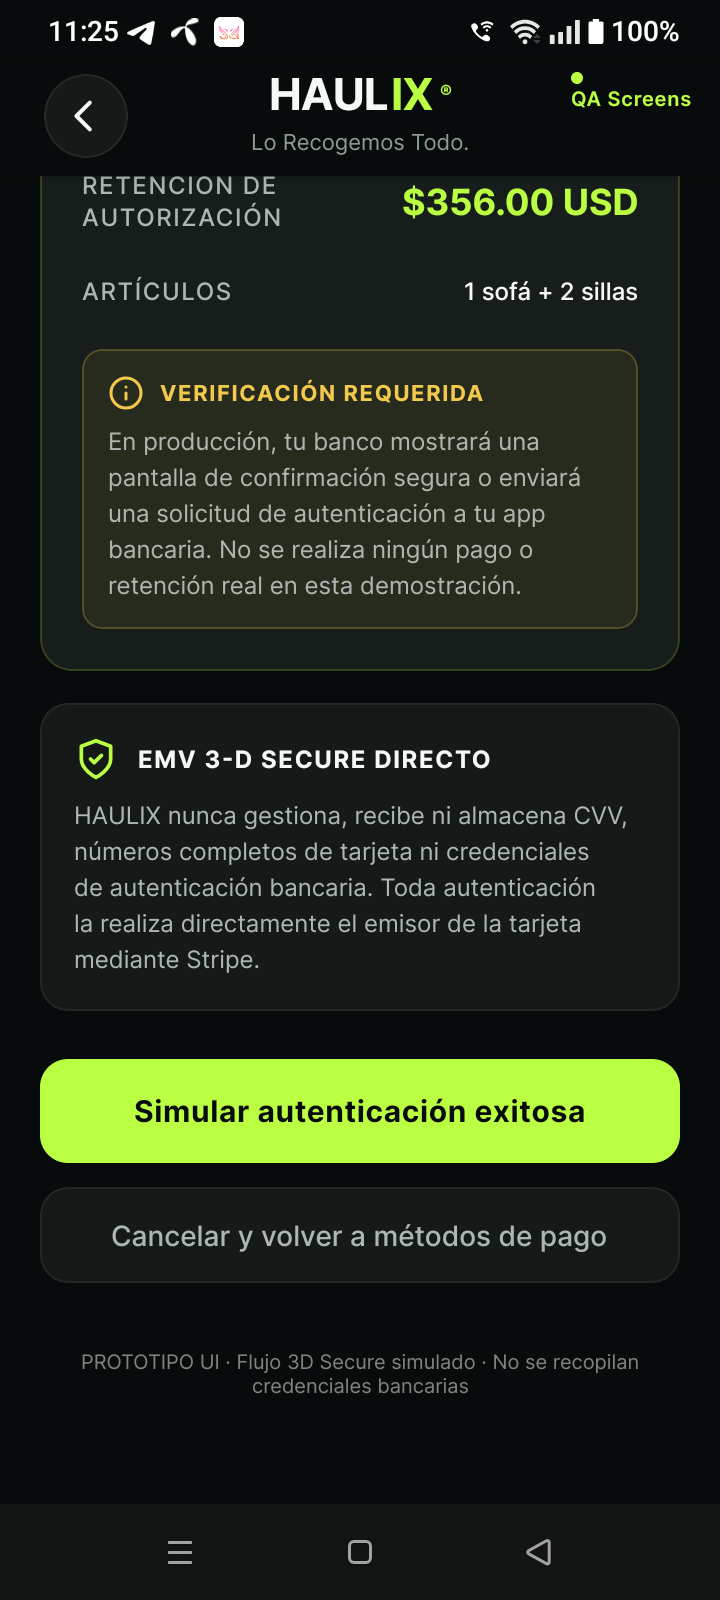 11:25
100%
HAULIX ®
QA Screens
Lo Recogemos Todo.
RETENCIÓN DE
AUTORIZACIÓN
$356.00 USD
ARTÍCULOS
1 sofá + 2 sillas
VERIFICACIÓN REQUERIDA
En producción, tu banco mostrará una
pantalla de confirmación segura o enviará
una solicitud de autenticación a tu app
bancaria. No se realiza ningún pago o
retención real en esta demostración.
EMV 3-D SECURE DIRECTO
HAULIX nunca gestiona, recibe ni almacena CVV,
números completos de tarjeta ni credenciales
de autenticación bancaria. Toda autenticación
la realiza directamente el emisor de la tarjeta
mediante Stripe.
Simular autenticación exitosa
Cancelar y volver a métodos de pago
PROTOTIPO UI · Flujo 3D Secure simulado · No se recopilan
credenciales bancarias